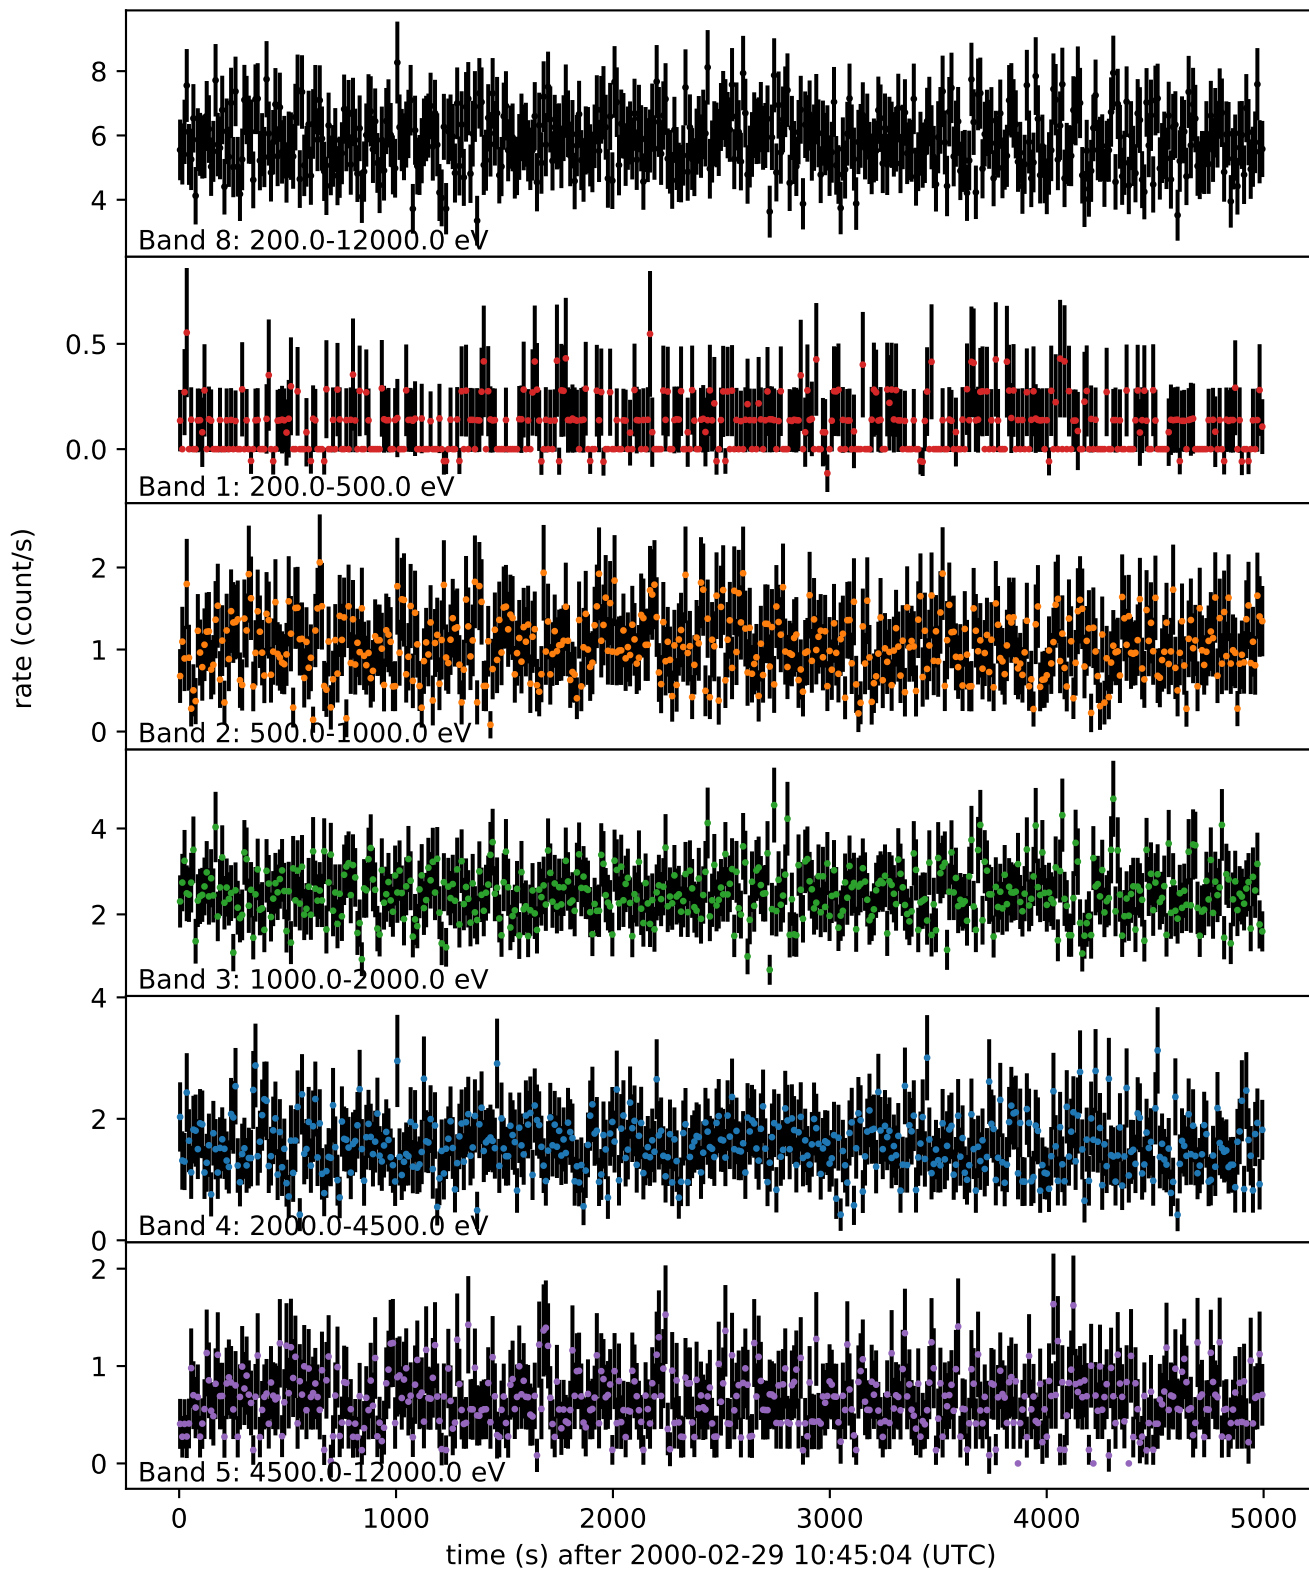 8
6
4
Band 8: 200.0-12000.0 eV
0.5
0.0
Band 1: 200.0-500.0 eV
rate (count/s)
2
1
0
Band 2: 500.0-1000.0 eV
4
2
Band 3: 1000.0-2000.0 eV
4
2
0
Band 4: 2000.0-4500.0 eV
2
1
0
Band 5: 4500.0-12000.0 eV
0 1000 2000 3000 4000 5000
time (s) after 2000-02-29 10:45:04 (UTC)